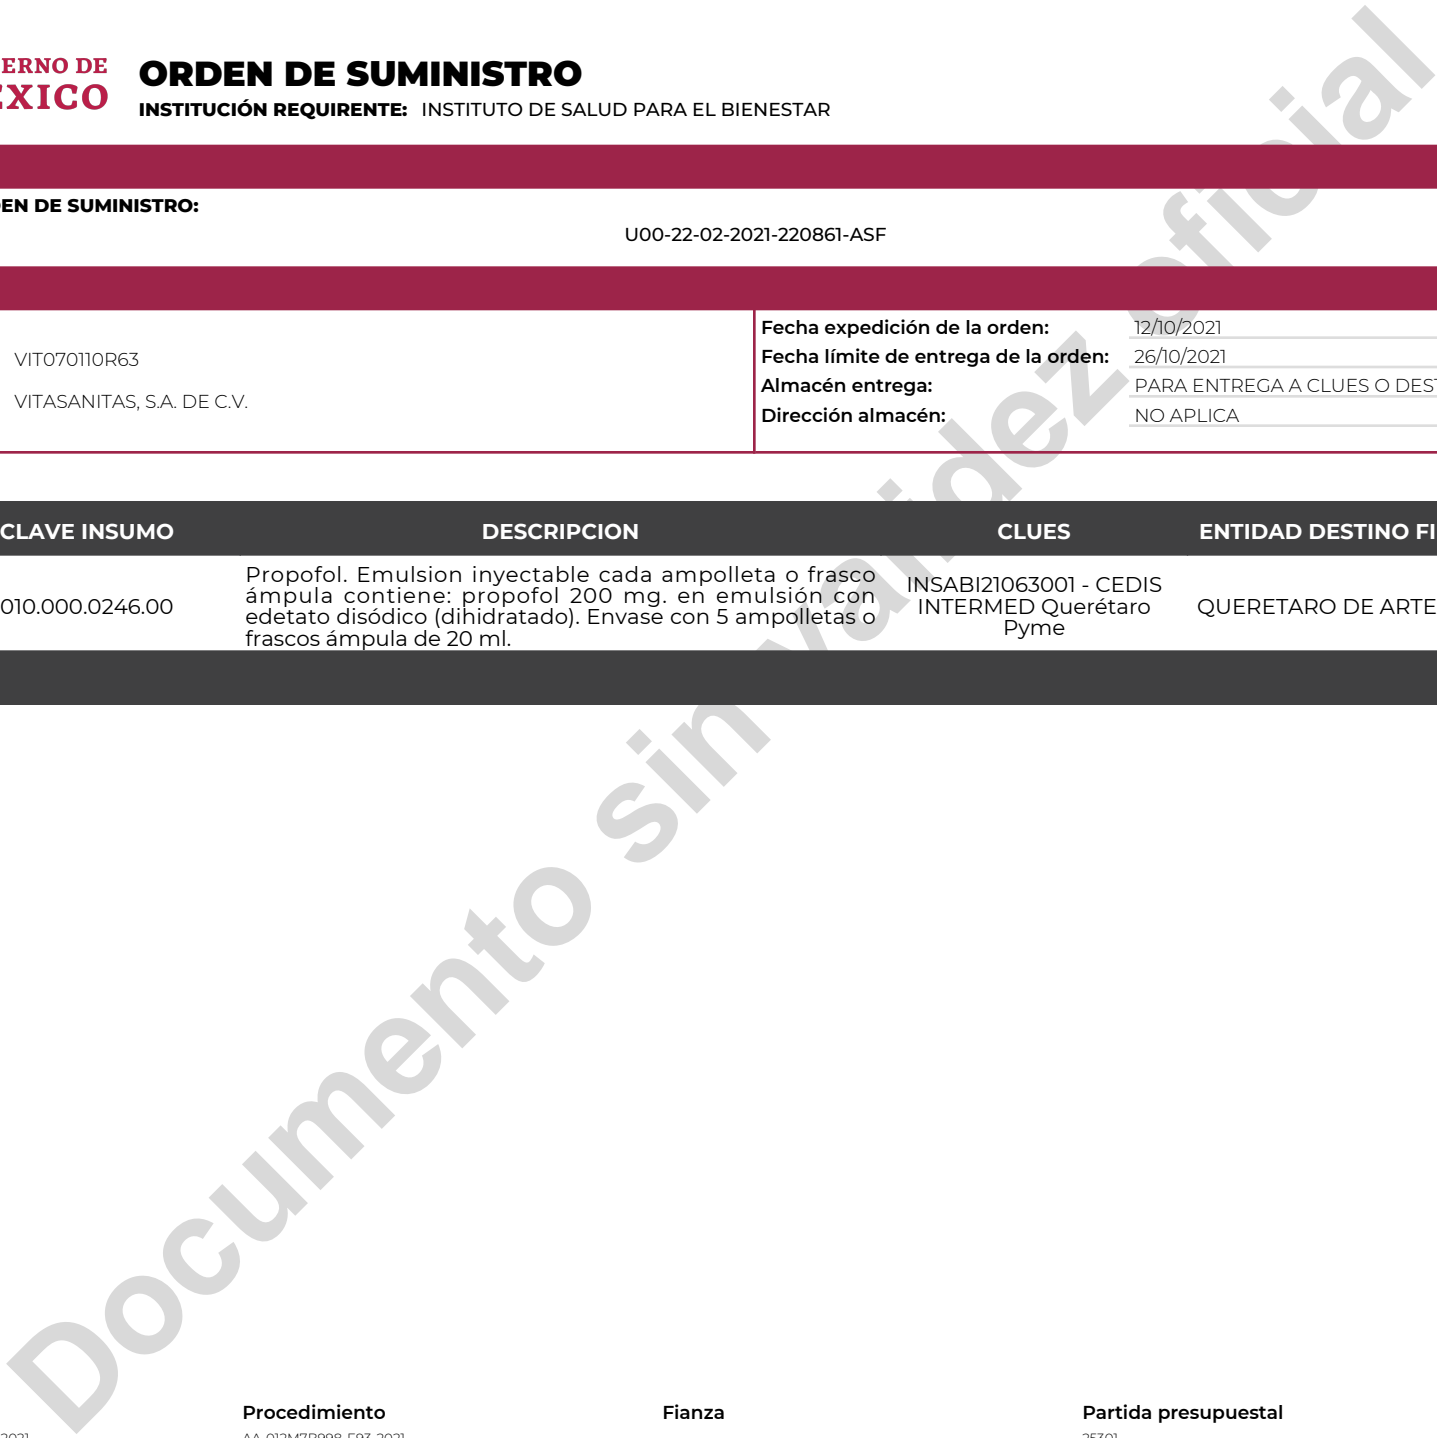 ERNO DE
ORDEN DE SUMINISTRO
XICO
INSTITUCIÓN REQUIRENTE: INSTITUTO DE SALUD PARA EL BIENESTAR
EN DE SUMINISTRO:
U00-22-02-2021-220861-ASF
VIT070110R63
VITASANITAS, S.A. DE C.V.
Fecha expedición de la orden: 12/10/2021
Fecha límite de entrega de la orden: 26/10/2021
Almacén entrega: PARA ENTREGA A CLUES O DEST
Dirección almacén: NO APLICA
CLAVE INSUMO DESCRIPCION CLUES ENTIDAD DESTINO FI
010.000.0246.00
Propofol. Emulsion inyectable cada ampolleta o frasco
ámpula contiene: propofol 200 mg. en emulsión con
edetato disódico (dihidratado). Envase con 5 ampolletas o
frascos ámpula de 20 ml.
INSABI21063001 - CEDIS
INTERMED Querétaro
Pyme
QUERETARO DE ARTE
Documento sin validez oficial
Procedimiento Fianza Partida presupuestal